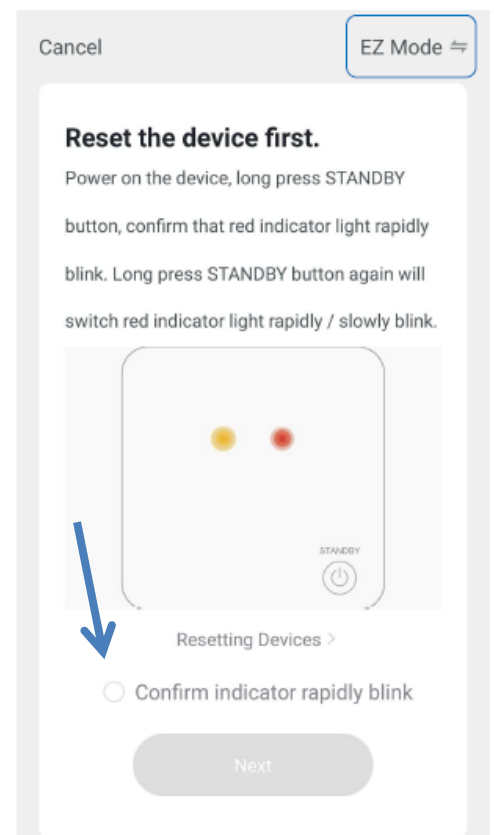 Cancel
EZ Mode ⇋
Reset the device first.
Power on the device, long press STANDBY
button, confirm that red indicator light rapidly
blink. Long press STANDBY button again will
switch red indicator light rapidly / slowly blink.
STANDBY
Resetting Devices >
Confirm indicator rapidly blink
Next